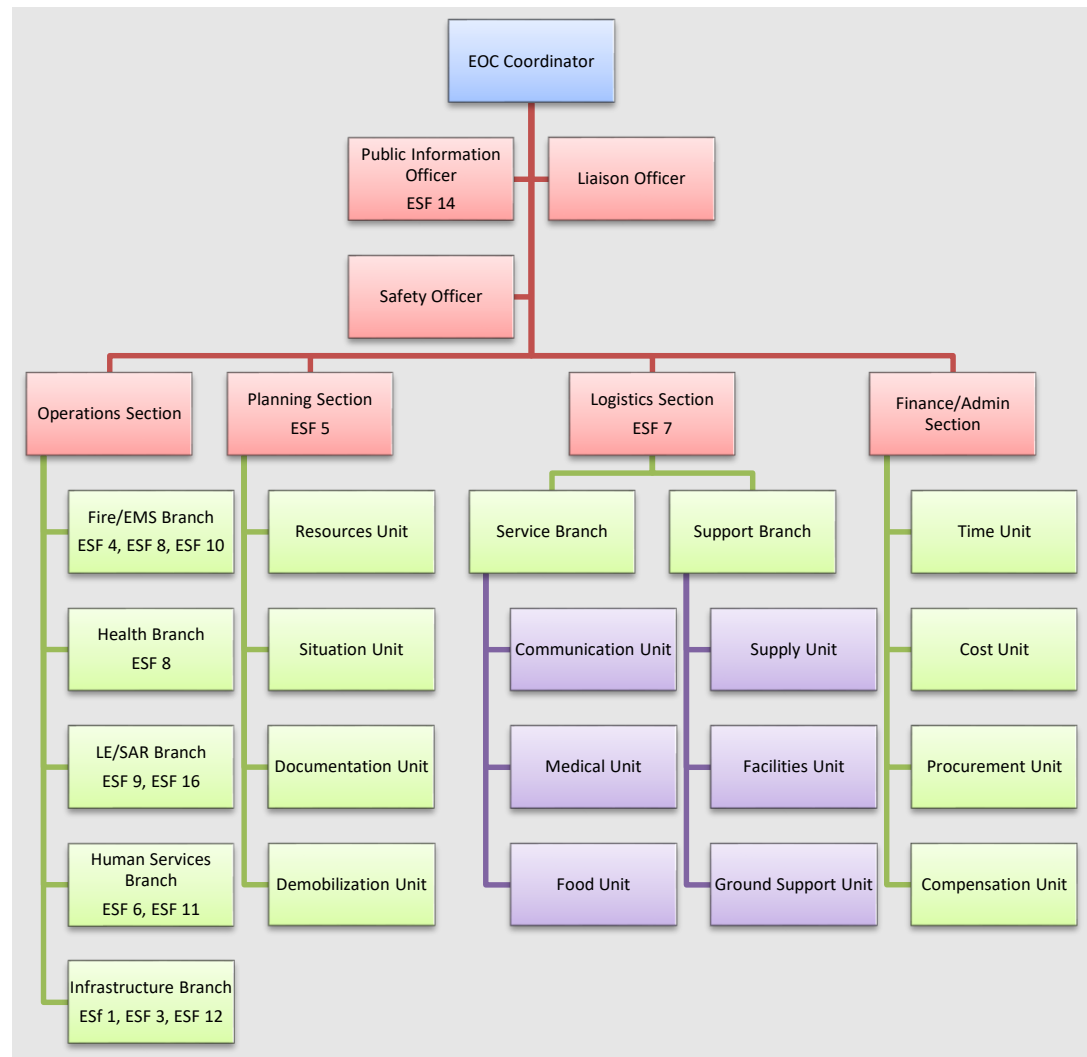 EOC Coordinator
Public Information
Officer
ESF 14
Liaison Officer
Safety Officer
Operations Section
Planning Section
ESF 5
Logistics Section
ESF 7
Finance/Admin
Section
Fire/EMS Branch
ESF 4, ESF 8, ESF 10
Health Branch
ESF 8
LE/SAR Branch
ESF 9, ESF 16
Human Services
Branch
ESF 6, ESF 11
Infrastructure Branch
ESf 1, ESF 3, ESF 12
Resources Unit
Situation Unit
Documentation Unit
Demobilization Unit
Service Branch
Communication Unit
Medical Unit
Food Unit
Support Branch
Supply Unit
Facilities Unit
Ground Support Unit
Time Unit
Cost Unit
Procurement Unit
Compensation Unit